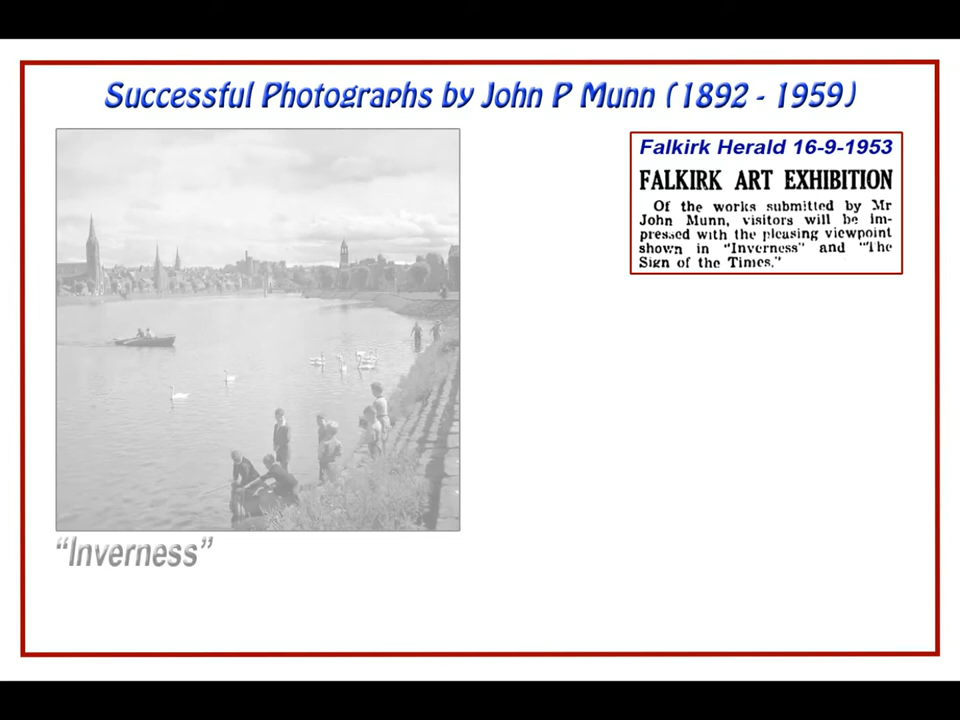 Successful Photographs by John P Munn (1892 - 1959)
Falkirk Herald 16-9-1953
FALKIRK ART EXHIBITION
Of the works submitted by Mr
John Munn, visitors will be im-
pressed with the pleasing viewpoint
shown in "Inverness" and "The
Sign of the Times."
"Inverness"